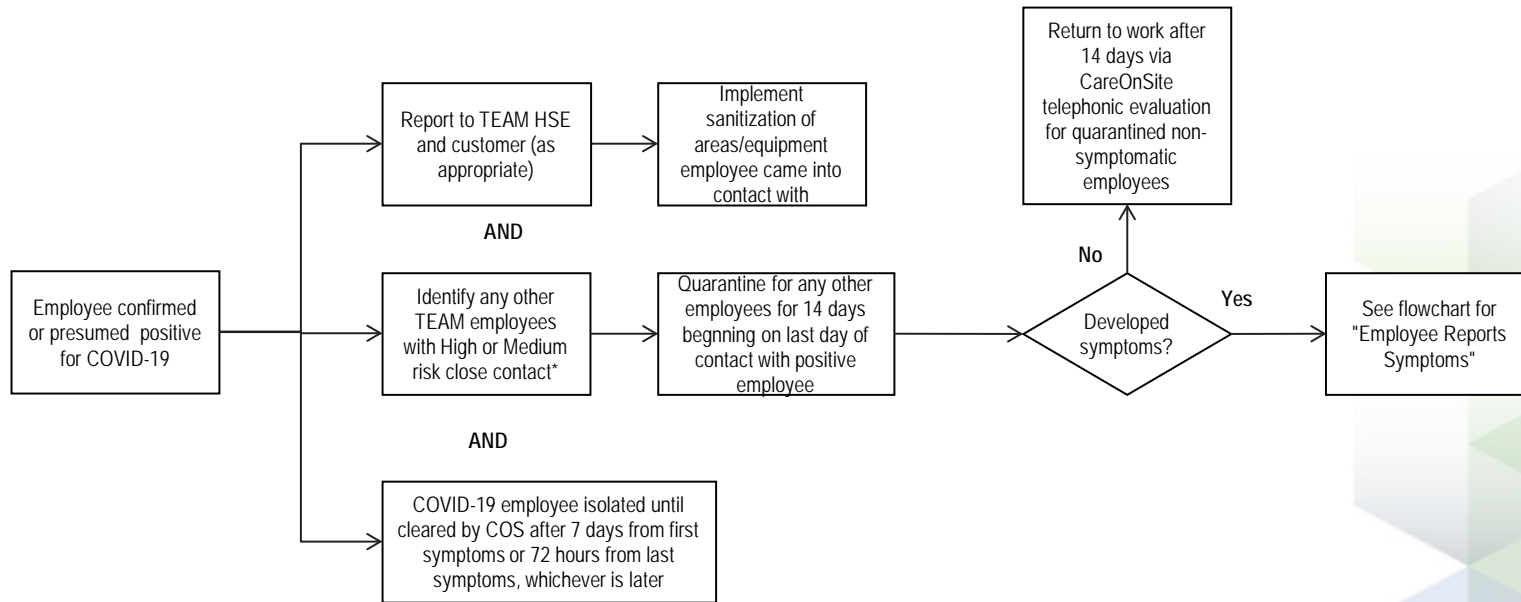 Employee confirmed
or presumed positive
for COVID-19
Report to TEAM HSE
and customer (as
appropriate)
Implement
sanitization of
areas/equipment
employee came into
contact with
AND
Identify any other
TEAM employees
with High or Medium
risk close contact*
Quarantine for any other
employees for 14 days
begnning on last day of
contact with positive
employee
Developed
symptoms?
No
Return to work after
14 days via
CareOnSite
telephonic evaluation
for quarantined non-
symptomatic
employees
Yes
See flowchart for
"Employee Reports
Symptoms"
AND
COVID-19 employee isolated until
cleared by COS after 7 days from first
symptoms or 72 hours from last
symptoms, whichever is later